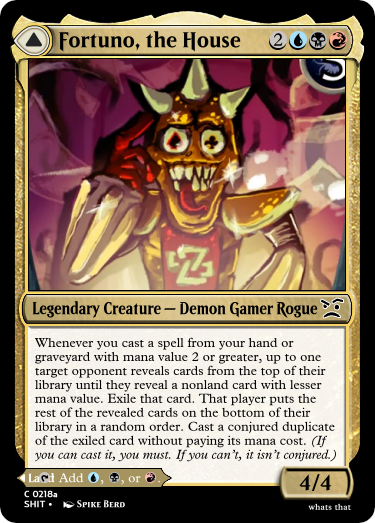 Fortuno, the House 2
Z
Legendary Creature — Demon Gamer Rogue
Whenever you cast a spell from your hand or
graveyard with mana value 2 or greater, up to one
target opponent reveals cards from the top of their
library until they reveal a nonland card with lesser
mana value. Exile that card. That player puts the
rest of the revealed cards on the bottom of their
library in a random order. Cast a conjured duplicate
of the exiled card without paying its mana cost. (If
you can cast it, you must. If you can't, it isn't conjured.)
Land Add , , or .
4/4
C 0218a
SHIT • Spike Berd
whats that